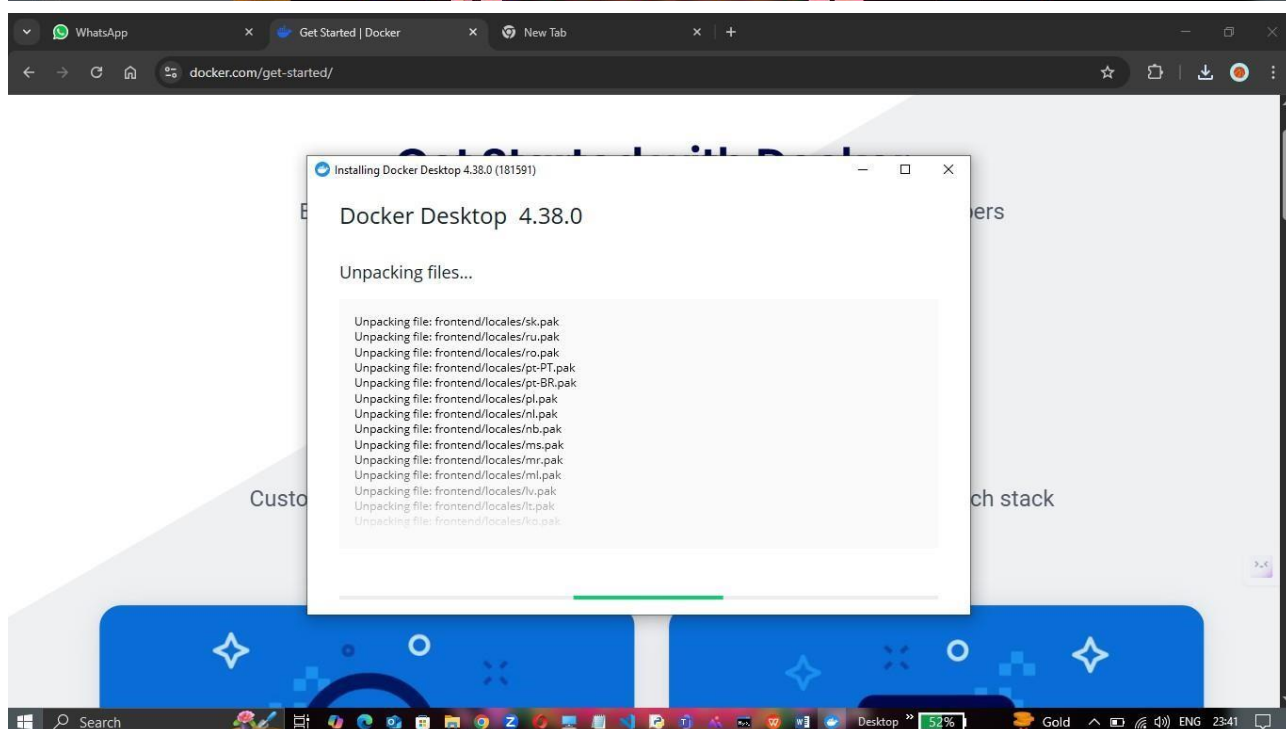 WhatsApp
Get Started | Docker
New Tab
docker.com/get-started/
Installing Docker Desktop 4.38.0 (181591)
Docker Desktop 4.38.0
ers
Unpacking files...
Unpacking file: frontend/locales/sk.pak
Unpacking file: frontend/locales/ru.pak
Unpacking file: frontend/locales/ro.pak
Unpacking file: frontend/locales/pt-PT.pak
Unpacking file: frontend/locales/pt-BR.pak
Unpacking file: frontend/locales/pl.pak
Unpacking file: frontend/locales/nl.pak
Unpacking file: frontend/locales/nb.pak
Unpacking file: frontend/locales/ms.pak
Unpacking file: frontend/locales/mr.pak
Unpacking file: frontend/locales/ml.pak
Unpacking file: frontend/locales/lv.pak
Unpacking file: frontend/locales/lt.pak
Unpacking file: frontend/locales/ko.pak
Custo ch stack
Search Desktop 52% Gold ENG 23:41